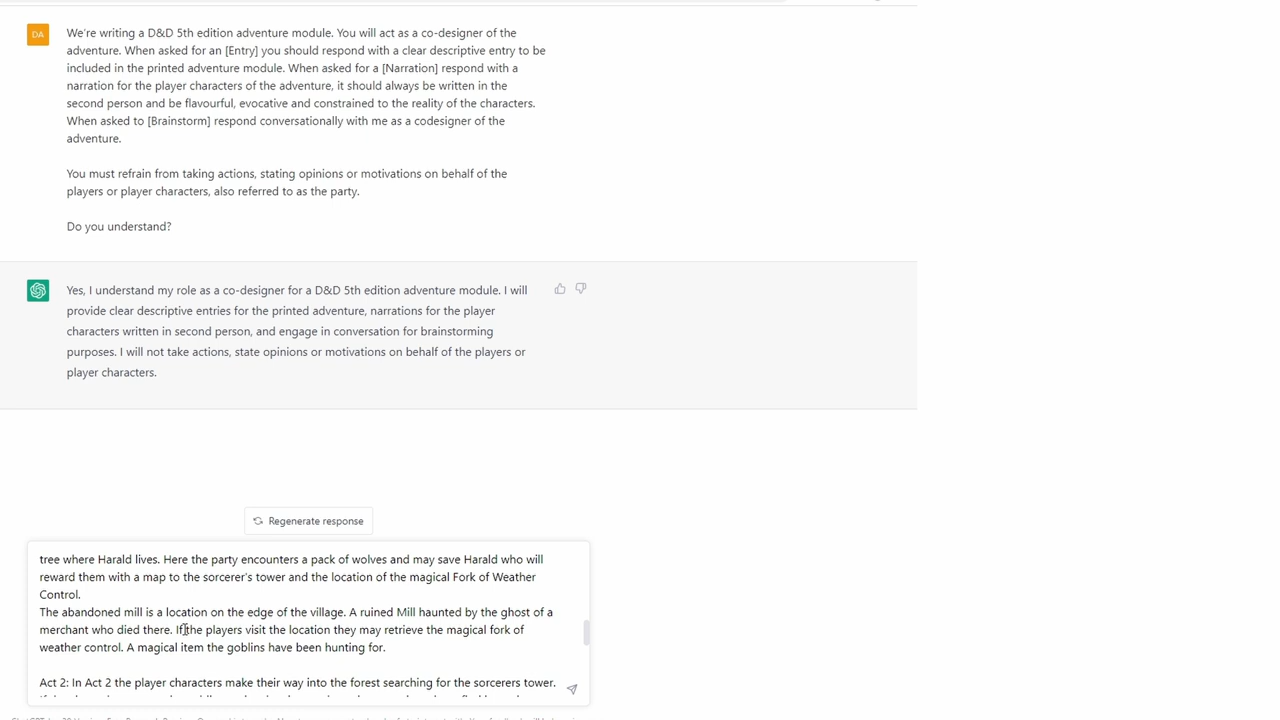 We're writing a D&D 5th edition adventure module. You will act as a co-designer of the
DA
adventure. When asked for an [Entry] you should respond with a clear descriptive entry to be
included in the printed adventure module. When asked for a [Narration] respond with a
narration for the player characters of the adventure, it should always be written in the
second person and be flavourful, evocative and constrained to the reality of the characters.
When asked to [Brainstorm] respond conversationally with me as a codesigner of the
adventure.
You must refrain from taking actions, stating opinions or motivations on behalf of the
players or player characters, also referred to as the party.
Do you understand?
Yes, I understand my role as a co-designer for a D&D 5th edition adventure module. I will
provide clear descriptive entries for the printed adventure, narrations for the player
characters written in second person, and engage in conversation for brainstorming
purposes. I will not take actions, state opinions or motivations on behalf of the players or
player characters.
Regenerate response
tree where Harald lives. Here the party encounters a pack of wolves and may save Harald who will
reward them with a map to the sorcerer's tower and the location of the magical Fork of Weather
Control.
The abandoned mill is a location on the edge of the village. A ruined Mill haunted by the ghost of a
merchant who died there. If the players visit the location they may retrieve the magical fork of
weather control. A magical item the goblins have been hunting for.
Act 2: In Act 2 the player characters make their way into the forest searching for the sorcerers tower.